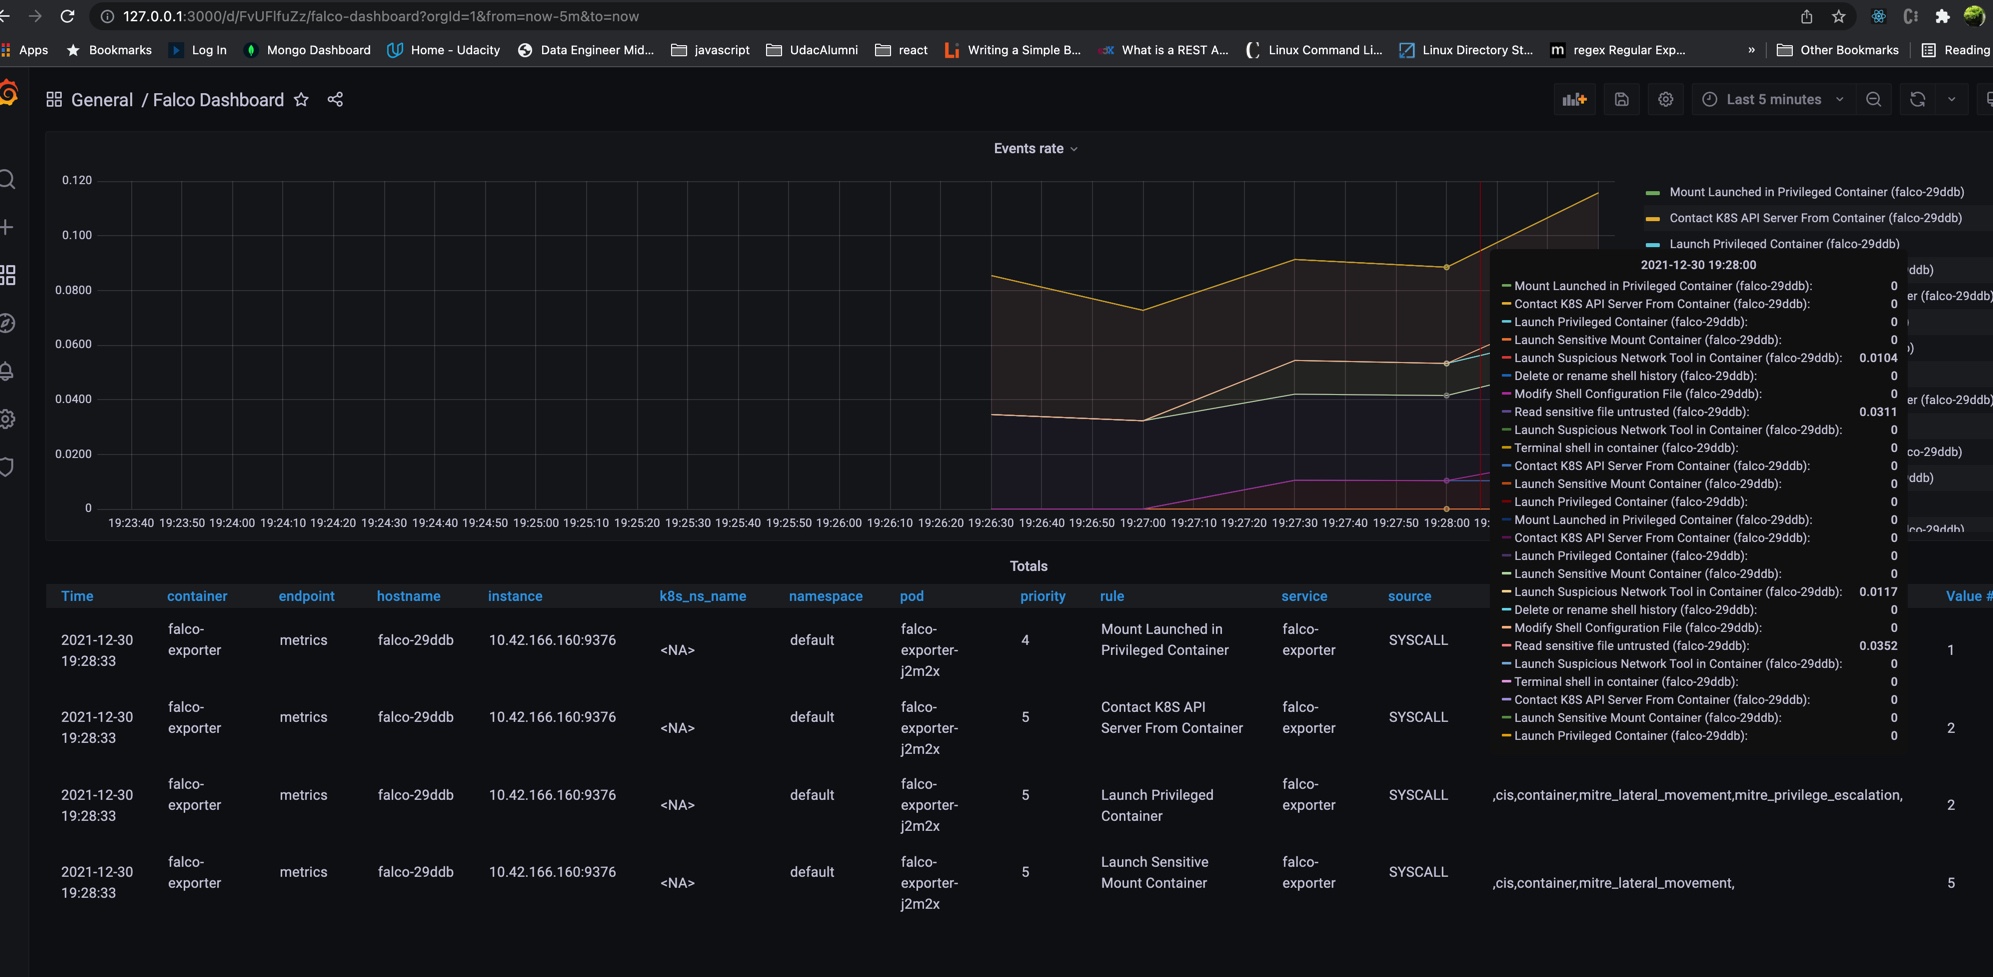 127.0.0.1:3000/d/FvUFlfuZz/falco-dashboard?orgId=1&from=now-5m&to=now
Apps Bookmarks Log In Mongo Dashboard Home - Udacity Data Engineer Mid... javascript UdacAlumni react Writing a Simple B... What is a REST A... Linux Command Li... Linux Directory St... regex Regular Exp... » Other Bookmarks Reading
General / Falco Dashboard Last 5 minutes
Events rate
0.120
0.100
0.0800
0.0600
0.0400
0.0200
0
19:23:40 19:23:50 19:24:00 19:24:10 19:24:20 19:24:30 19:24:40 19:24:50 19:25:00 19:25:10 19:25:20 19:25:30 19:25:40 19:25:50 19:26:00 19:26:10 19:26:20 19:26:30 19:26:40 19:26:50 19:27:00 19:27:10 19:27:20 19:27:30 19:27:40 19:27:50 19:28:00 19:
Mount Launched in Privileged Container (falco-29ddb)
Contact K8S API Server From Container (falco-29ddb)
Launch Privileged Container (falco-29ddb)
2021-12-30 19:28:00
Mount Launched in Privileged Container (falco-29ddb): 0
Contact K8S API Server From Container (falco-29ddb): 0
Launch Privileged Container (falco-29ddb): 0
Launch Sensitive Mount Container (falco-29ddb): 0
Launch Suspicious Network Tool in Container (falco-29ddb): 0.0104
Delete or rename shell history (falco-29ddb): 0
Modify Shell Configuration File (falco-29ddb): 0
Read sensitive file untrusted (falco-29ddb): 0.0311
Launch Suspicious Network Tool in Container (falco-29ddb): 0
Terminal shell in container (falco-29ddb): 0
Contact K8S API Server From Container (falco-29ddb): 0
Launch Sensitive Mount Container (falco-29ddb): 0
Launch Privileged Container (falco-29ddb): 0
Mount Launched in Privileged Container (falco-29ddb): 0
Contact K8S API Server From Container (falco-29ddb): 0
Launch Privileged Container (falco-29ddb): 0
Launch Sensitive Mount Container (falco-29ddb): 0
Launch Suspicious Network Tool in Container (falco-29ddb): 0.0117
Delete or rename shell history (falco-29ddb): 0
Modify Shell Configuration File (falco-29ddb): 0
Read sensitive file untrusted (falco-29ddb): 0.0352
Launch Suspicious Network Tool in Container (falco-29ddb): 0
Terminal shell in container (falco-29ddb): 0
Contact K8S API Server From Container (falco-29ddb): 0
Launch Sensitive Mount Container (falco-29ddb): 0
Launch Privileged Container (falco-29ddb): 0
ddb)
er (falco-29ddb)
)
b)
er (falco-29ddb)
co-29ddb)
ddb)
lco-29ddb)
Totals
Time container endpoint hostname instance k8s_ns_name namespace pod priority rule service source Value #
2021-12-30 19:28:33 falco-exporter metrics falco-29ddb 10.42.166.160:9376 <NA> default falco-exporter-j2m2x 4 Mount Launched in Privileged Container falco-exporter SYSCALL 1
2021-12-30 19:28:33 falco-exporter metrics falco-29ddb 10.42.166.160:9376 <NA> default falco-exporter-j2m2x 5 Contact K8S API Server From Container falco-exporter SYSCALL 2
2021-12-30 19:28:33 falco-exporter metrics falco-29ddb 10.42.166.160:9376 <NA> default falco-exporter-j2m2x 5 Launch Privileged Container falco-exporter SYSCALL ,cis,container,mitre_lateral_movement,mitre_privilege_escalation, 2
2021-12-30 19:28:33 falco-exporter metrics falco-29ddb 10.42.166.160:9376 <NA> default falco-exporter-j2m2x 5 Launch Sensitive Mount Container falco-exporter SYSCALL ,cis,container,mitre_lateral_movement, 5